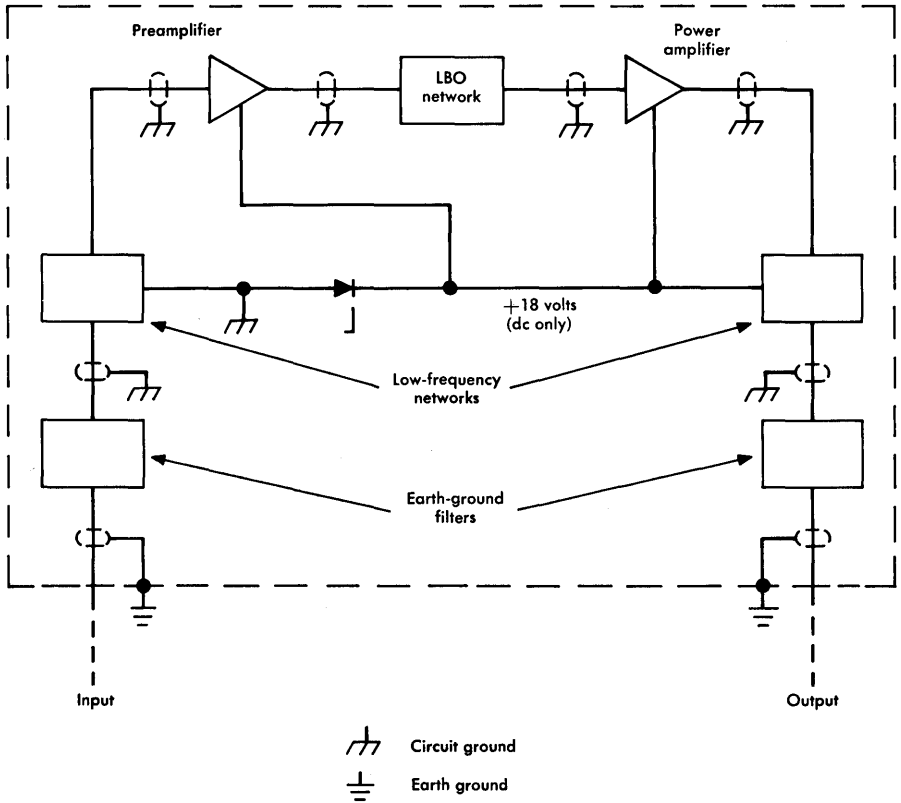 Preamplifier
Power
amplifier
LBO
network
+18 volts
(dc only)
Low-frequency
networks
Earth-ground
filters
Input
Output
Circuit ground
Earth ground